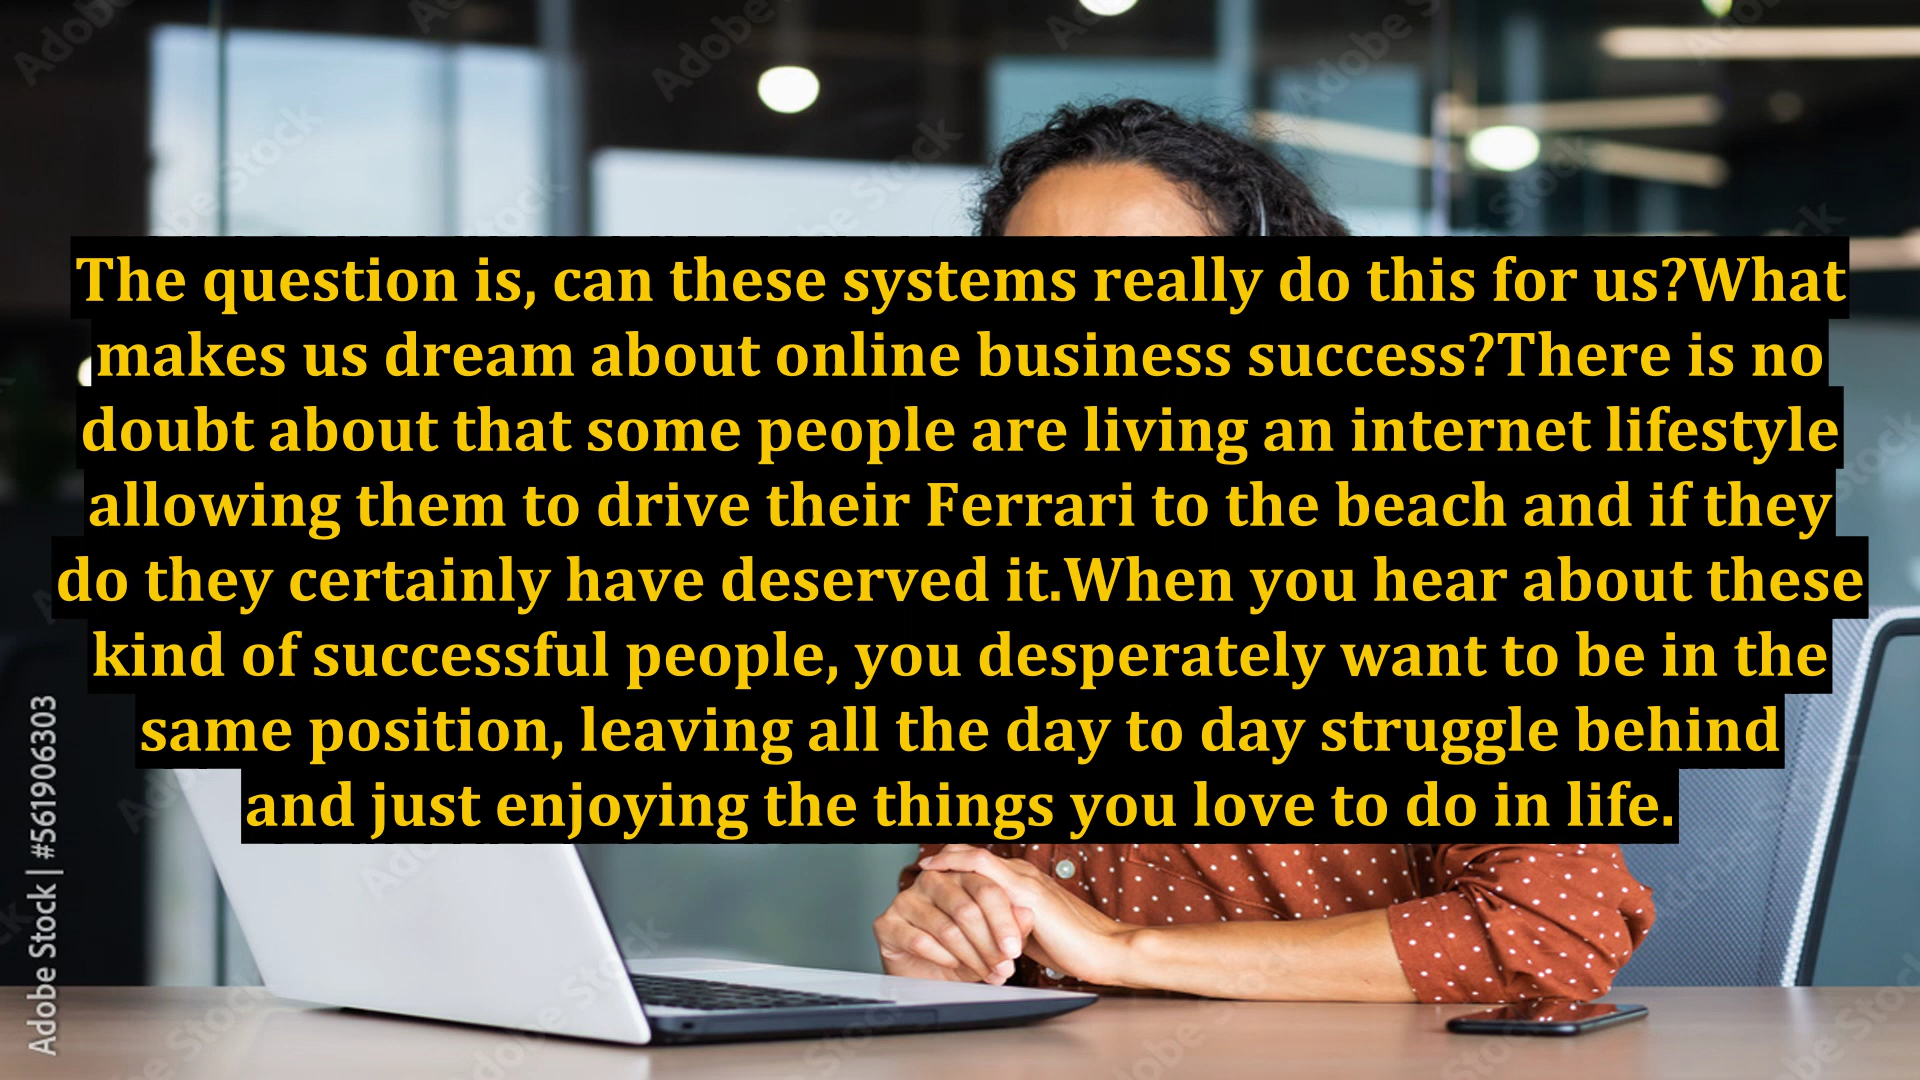 The question is, can these systems really do this for us?What
makes us dream about online business success?There is no
doubt about that some people are living an internet lifestyle
allowing them to drive their Ferrari to the beach and if they
do they certainly have deserved it.When you hear about these
kind of successful people, you desperately want to be in the
same position, leaving all the day to day struggle behind
and just enjoying the things you love to do in life.
Adobe Stock | #561906303